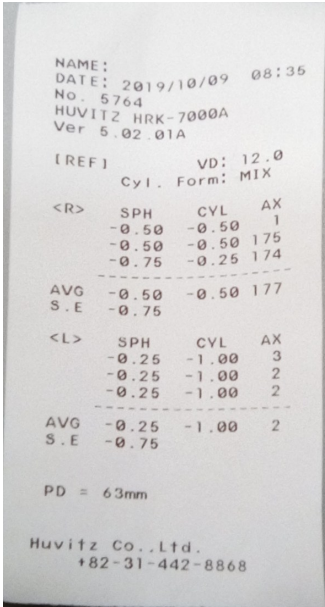 NAME:
DATE: 2019/10/09 08:35
No. 5764
HUVITZ HRK-7000A
Ver 5.02.01A
[REF] VD: 12.0
Cyl. Form: MIX
<R> SPH CYL AX
-0.50 -0.50 1
-0.50 -0.50 175
-0.75 -0.25 174
AVG -0.50 -0.50 177
S.E -0.75
<L> SPH CYL AX
-0.25 -1.00 3
-0.25 -1.00 2
-0.25 -1.00 2
AVG -0.25 -1.00 2
S.E -0.75
PD = 63mm
Huvitz Co.,Ltd.
+82-31-442-8868